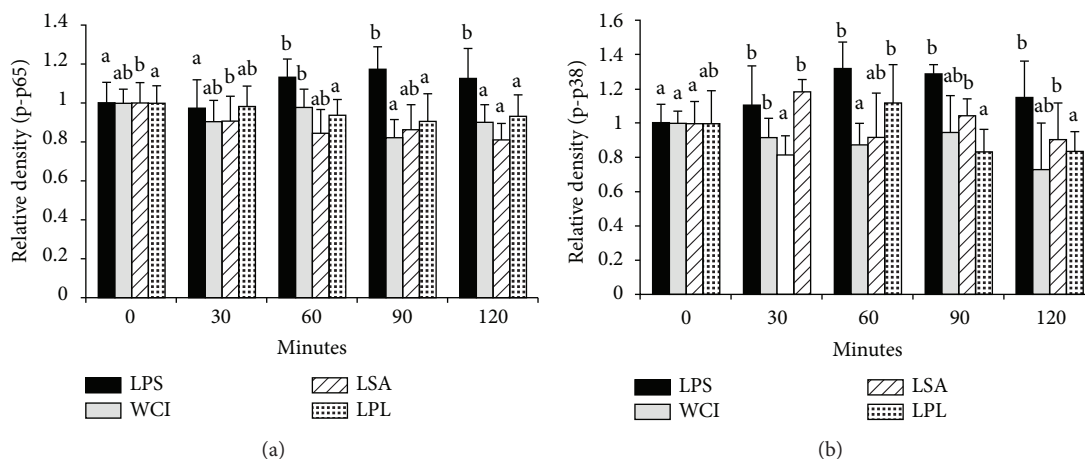 Relative density (p-p65)
1.4
1.2
1
0.8
0.6
0.4
0.2
0
a ab b a
a ab b ab
b b ab a
b a ab a
b ab a a
0 30 60 90 120
Minutes
LPS
WCI
LSA
LPL
(a)
Relative density (p-p38)
1.6
1.4
1.2
1
0.8
0.6
0.4
0.2
0
a a a ab
b b a b
b a a b
b ab b a
b ab b a
0 30 60 90 120
Minutes
LPS
WCI
LSA
LPL
(b)